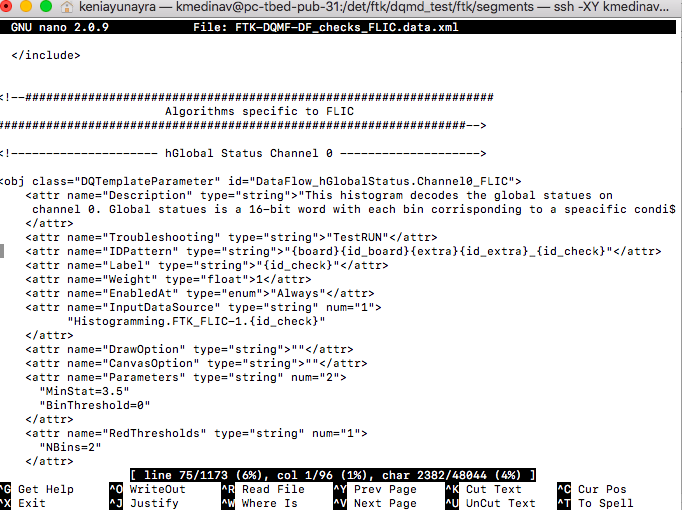 keniayunayra — kmedinav@pc-tbed-pub-31:/det/ftk/dqmd_test/ftk/segments — ssh -XY kmedinav...
GNU nano 2.0.9 File: FTK-DQMF-DF_checks_FLIC.data.xml
</include>
<!--###################################################################
Algorithms specific to FLIC
###################################################################-->
<!--------------------- hGlobal Status Channel 0 -------------------->
<obj class="DQTemplateParameter" id="DataFlow_hGlobalStatus.Channel0_FLIC">
<attr name="Description" type="string">"This histogram decodes the global statues on
channel 0. Global statues is a 16-bit word with each bin corrisponding to a speacific condi$
</attr>
<attr name="Troubleshooting" type="string">"TestRUN"</attr>
<attr name="IDPattern" type="string">"{board}{id_board}{extra}{id_extra}_{id_check}"</attr>
<attr name="Label" type="string">"{id_check}"</attr>
<attr name="Weight" type="float">1</attr>
<attr name="EnabledAt" type="enum">"Always"</attr>
<attr name="InputDataSource" type="string" num="1">
"Histogramming.FTK_FLIC-1.{id_check}"
</attr>
<attr name="DrawOption" type="string">""</attr>
<attr name="CanvasOption" type="string">""</attr>
<attr name="Parameters" type="string" num="2">
"MinStat=3.5"
"BinThreshold=0"
</attr>
<attr name="RedThresholds" type="string" num="1">
"NBins=2"
</attr>
[ line 75/1173 (6%), col 1/96 (1%), char 2382/48044 (4%) ]
^G Get Help ^O WriteOut ^R Read File ^Y Prev Page ^K Cut Text ^C Cur Pos
^X Exit ^J Justify ^W Where Is ^V Next Page ^U UnCut Text ^T To Spell